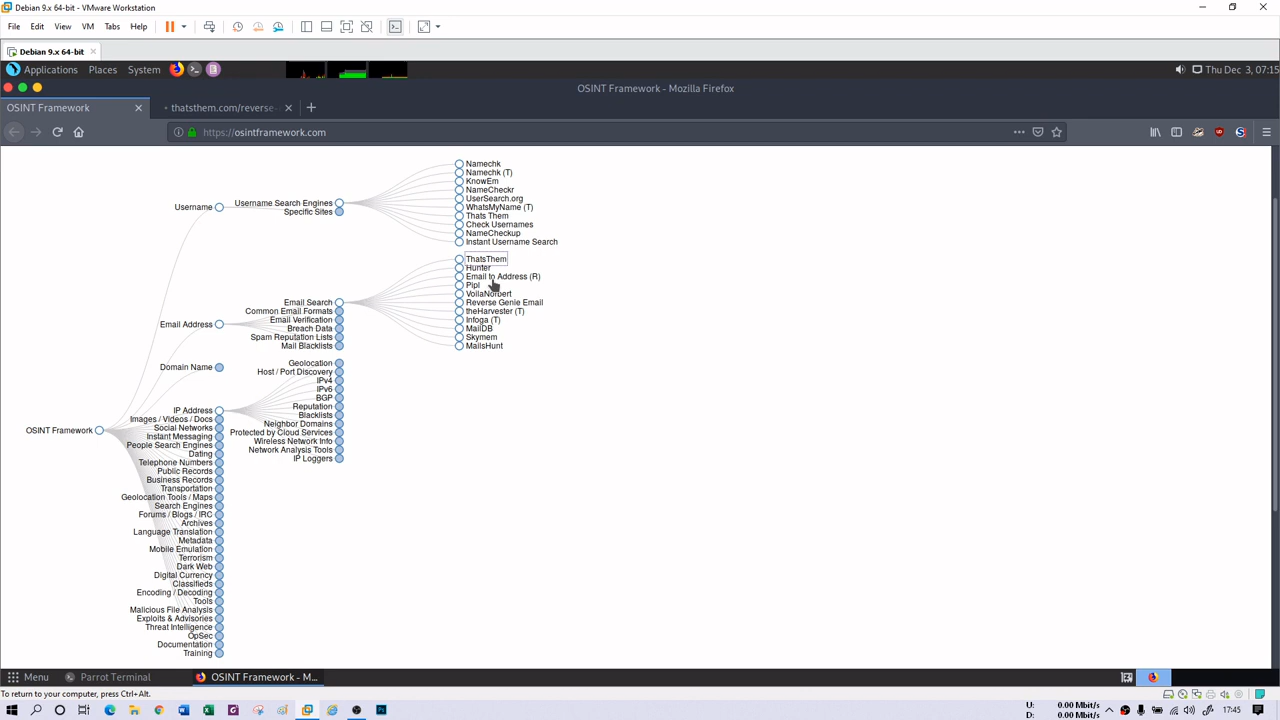 Debian 9.x 64-bit - VMware Workstation
File Edit View VM Tabs Help
Debian 9.x 64-bit
Applications Places System Thu Dec 3, 07:15
OSINT Framework - Mozilla Firefox
OSINT Framework thatsthem.com/reverse-
https://osintframework.com
Namechk
Namechk (T)
KnowEm
NameCheckr
UserSearch.org
WhatsMyName (T)
Thats Them
Check Usernames
NameCheckup
Instant Username Search
Username
Username Search Engines
Specific Sites
ThatsThem
Hunter
Email to Address (R)
Pipl
VoilaNorbert
Reverse Genie Email
theHarvester (T)
Infoga (T)
MailDB
Skymem
MailsHunt
Email Search
Common Email Formats
Email Verification
Breach Data
Spam Reputation Lists
Mail Blacklists
Email Address
Domain Name
Geolocation
Host / Port Discovery
IPv4
IPv6
BGP
Reputation
Blacklists
Neighbor Domains
Protected by Cloud Services
Wireless Network Info
Network Analysis Tools
IP Loggers
OSINT Framework
IP Address
Images / Videos / Docs
Social Networks
Instant Messaging
People Search Engines
Dating
Telephone Numbers
Public Records
Business Records
Transportation
Geolocation Tools / Maps
Search Engines
Forums / Blogs / IRC
Archives
Language Translation
Metadata
Mobile Emulation
Terrorism
Dark Web
Digital Currency
Classifieds
Encoding / Decoding
Tools
Malicious File Analysis
Exploits & Advisories
Threat Intelligence
OpSec
Documentation
Training
Menu Parrot Terminal OSINT Framework - M...
To return to your computer, press Ctrl+Alt.
U: 0.00 Mbit/s
D: 0.00 Mbit/s
17:45